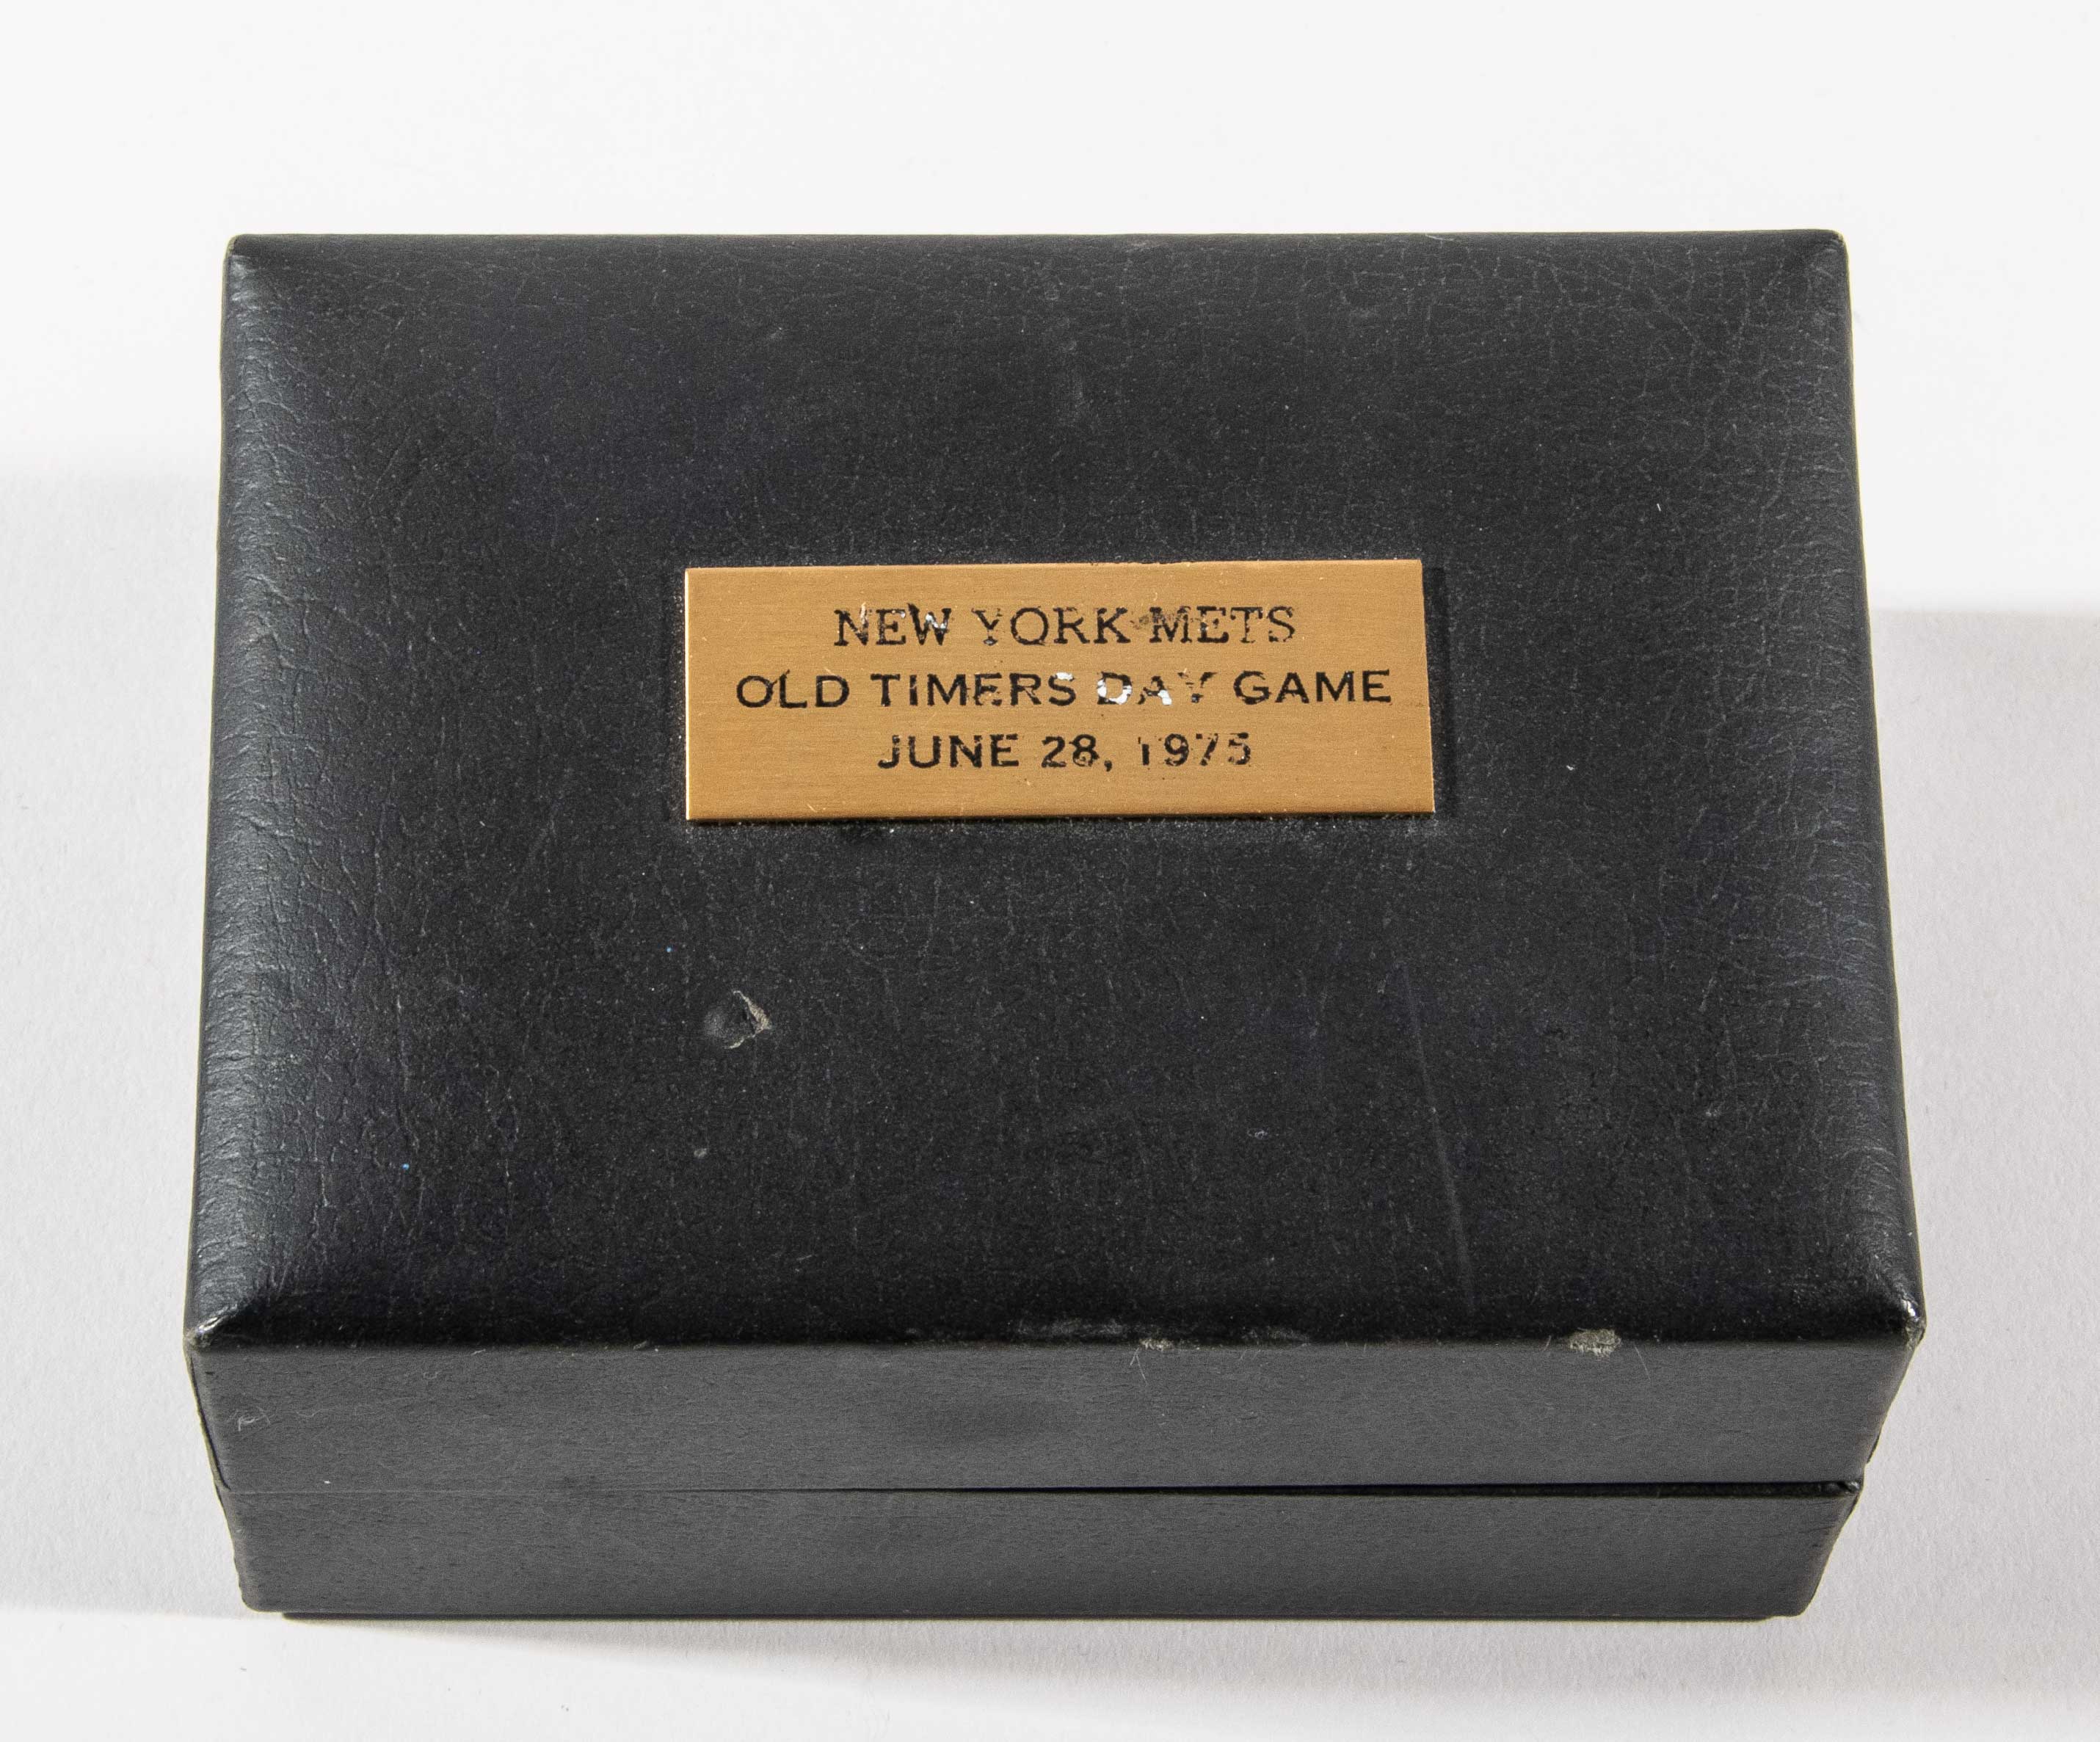 NEW YORK METS
OLD TIMERS DAY GAME
JUNE 28, 1975